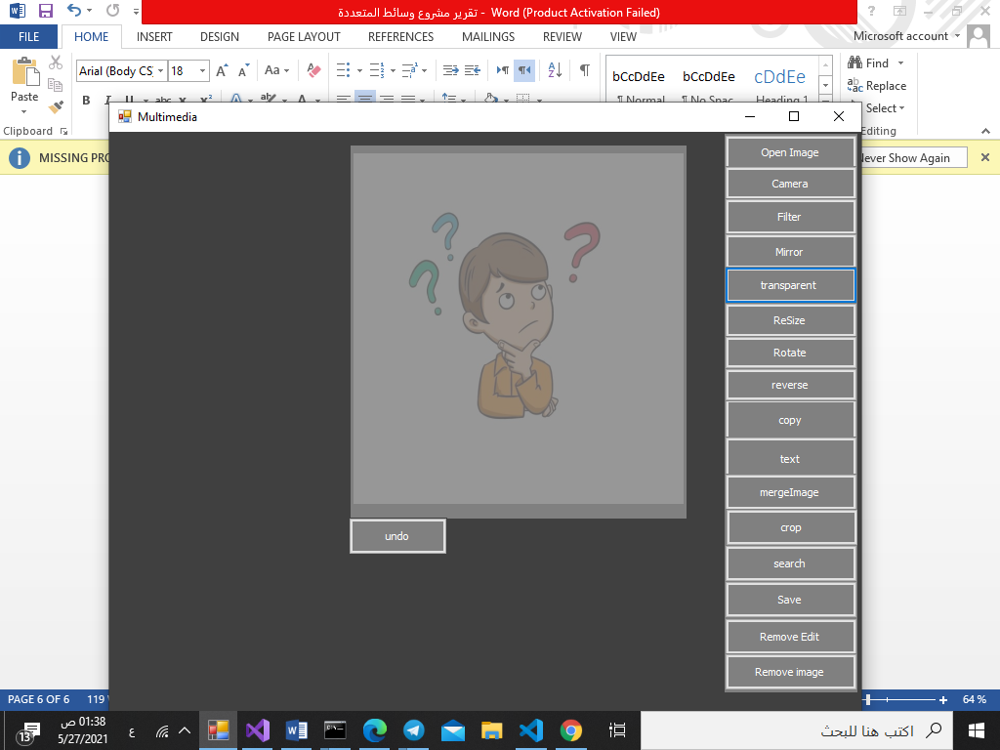 تقرير مشروع وسائط المتعددة - Word (Product Activation Failed)
FILE HOME INSERT DESIGN PAGE LAYOUT REFERENCES MAILINGS REVIEW VIEW Microsoft account
Arial (Body CS 18
Paste
Clipboard
bCcDdEe bCcDdEe cDdEe
¶ Normal ¶ No Spac... Heading 1
Find
Replace
Select
Editing
MISSING PRO
Never Show Again
Multimedia
Open Image
Camera
Filter
Mirror
transparent
ReSize
Rotate
reverse
copy
text
mergeImage
crop
search
Save
Remove Edit
Remove image
undo
PAGE 6 OF 6 119
64 %
13
01:38 ص
5/27/2021
ع
اكتب هنا للبحث